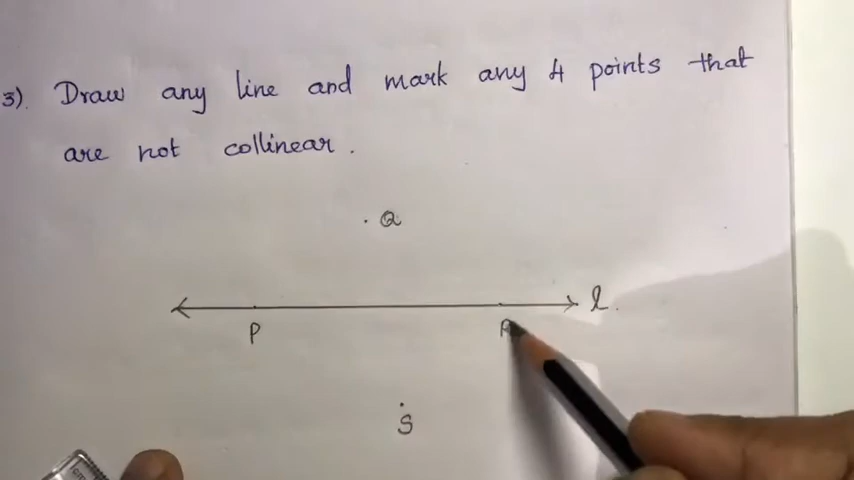 3). Draw any line and mark any 4 points that
are not collinear.
. Q
l.
P
S